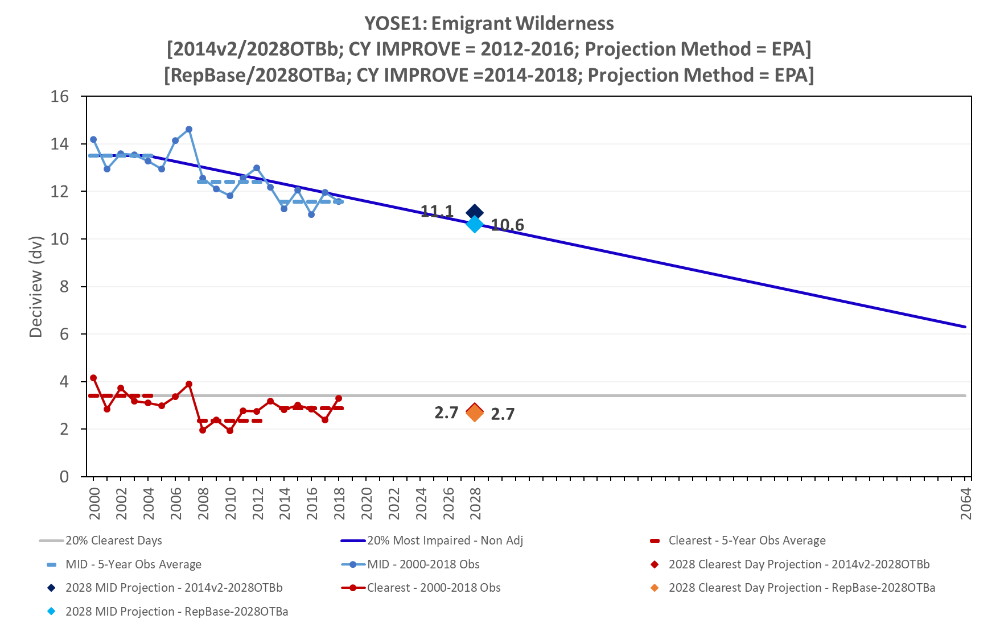 YOSE1: Emigrant Wilderness
[2014v2/2028OTBb; CY IMPROVE = 2012-2016; Projection Method = EPA]
[RepBase/2028OTBa; CY IMPROVE =2014-2018; Projection Method = EPA]
Deciview (dv)
16
14
12
10
8
6
4
2
0
11.1
10.6
2.7
2.7
2000
2002
2004
2006
2008
2010
2012
2014
2016
2018
2020
2022
2024
2026
2028
2064
20% Clearest Days
20% Most Impaired - Non Adj
Clearest - 5-Year Obs Average
MID - 5-Year Obs Average
MID - 2000-2018 Obs
2028 Clearest Day Projection - 2014v2-2028OTBb
2028 MID Projection - 2014v2-2028OTBb
Clearest - 2000-2018 Obs
2028 Clearest Day Projection - RepBase-2028OTBa
2028 MID Projection - RepBase-2028OTBa